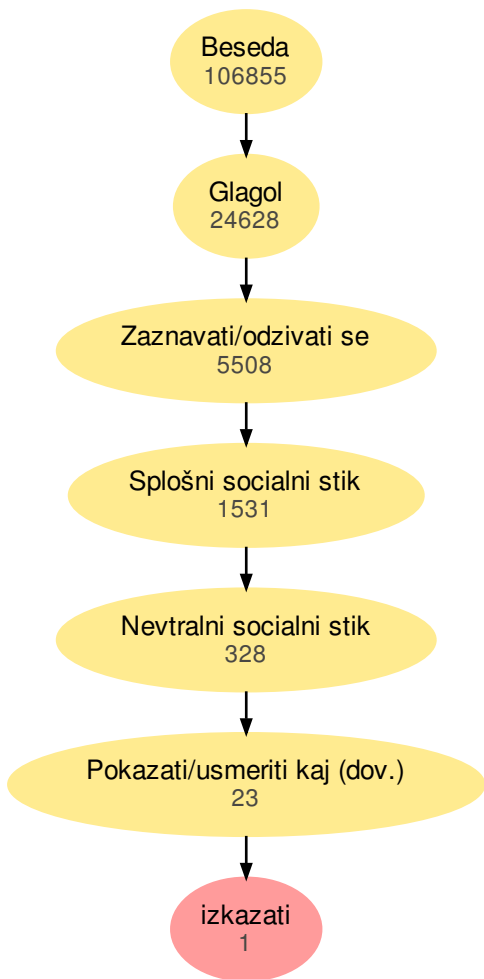 Beseda
106855
Glagol
24628
Zaznavati/odzivati se
5508
Splošni socialni stik
1531
Nevtralni socialni stik
328
Pokazati/usmeriti kaj (dov.)
23
izkazati
1